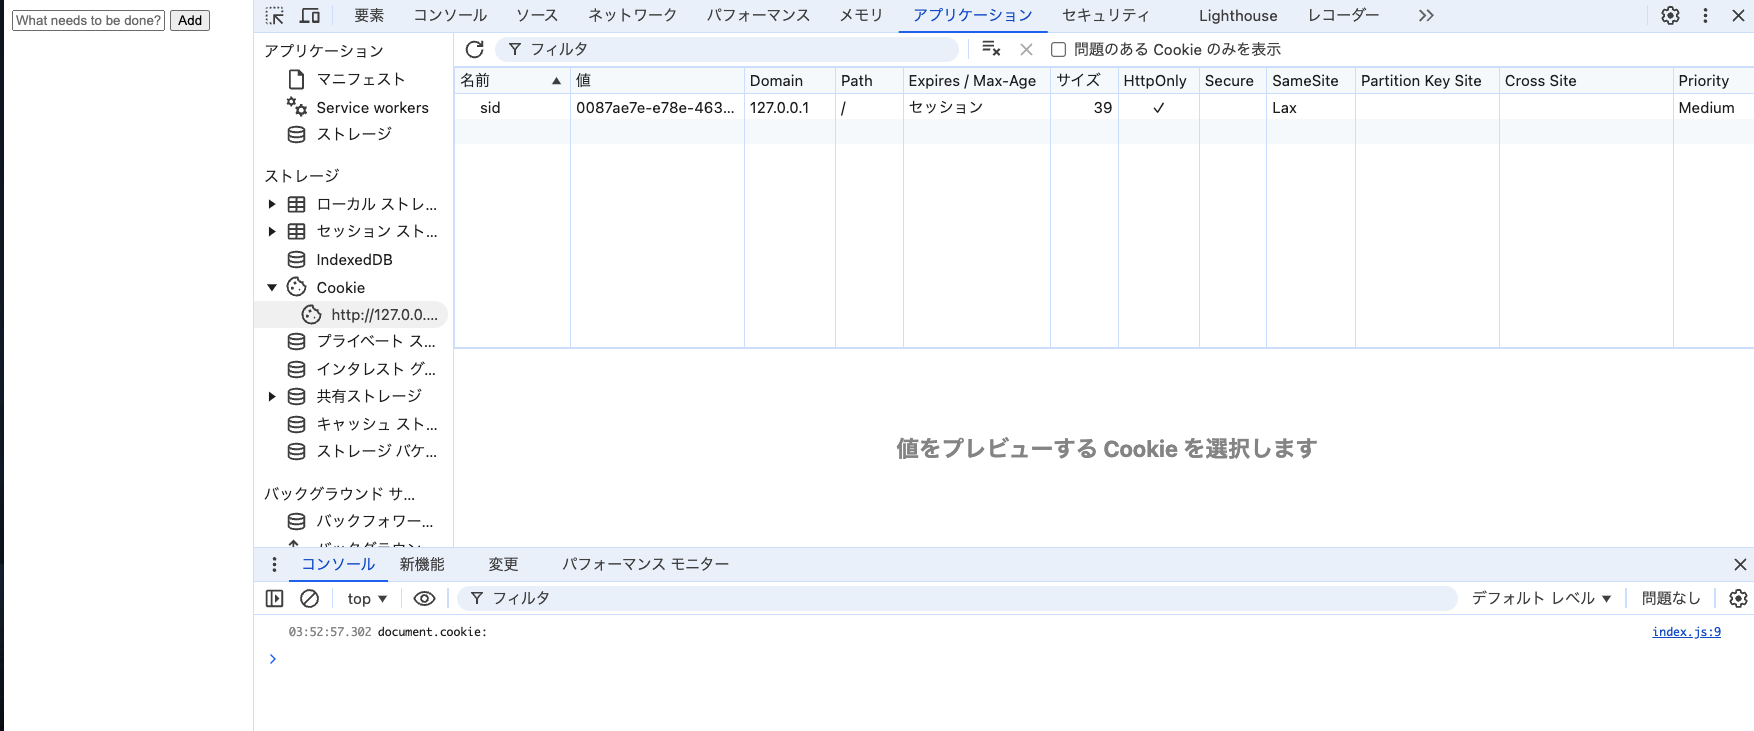 What needs to be done? Add
要素 コンソール ソース ネットワーク パフォーマンス メモリ アプリケーション セキュリティ Lighthouse レコーダー
アプリケーション
マニフェスト
Service workers
ストレージ
ストレージ
ローカル ストレ...
セッション スト...
IndexedDB
Cookie
http://127.0.0....
プライベート ス...
インタレスト グ...
共有ストレージ
キャッシュ スト...
ストレージ バケ...
バックグラウンド サ...
バックフォワー...
フィルタ 問題のある Cookie のみを表示
名前 値 Domain Path Expires / Max-Age サイズ HttpOnly Secure SameSite Partition Key Site Cross Site Priority
sid 0087ae7e-e78e-463... 127.0.0.1 / セッション 39 ✓ Lax Medium
値をプレビューする Cookie を選択します
コンソール 新機能 変更 パフォーマンス モニター
top フィルタ デフォルト レベル 問題なし
03:52:57.302 document.cookie: index.js:9